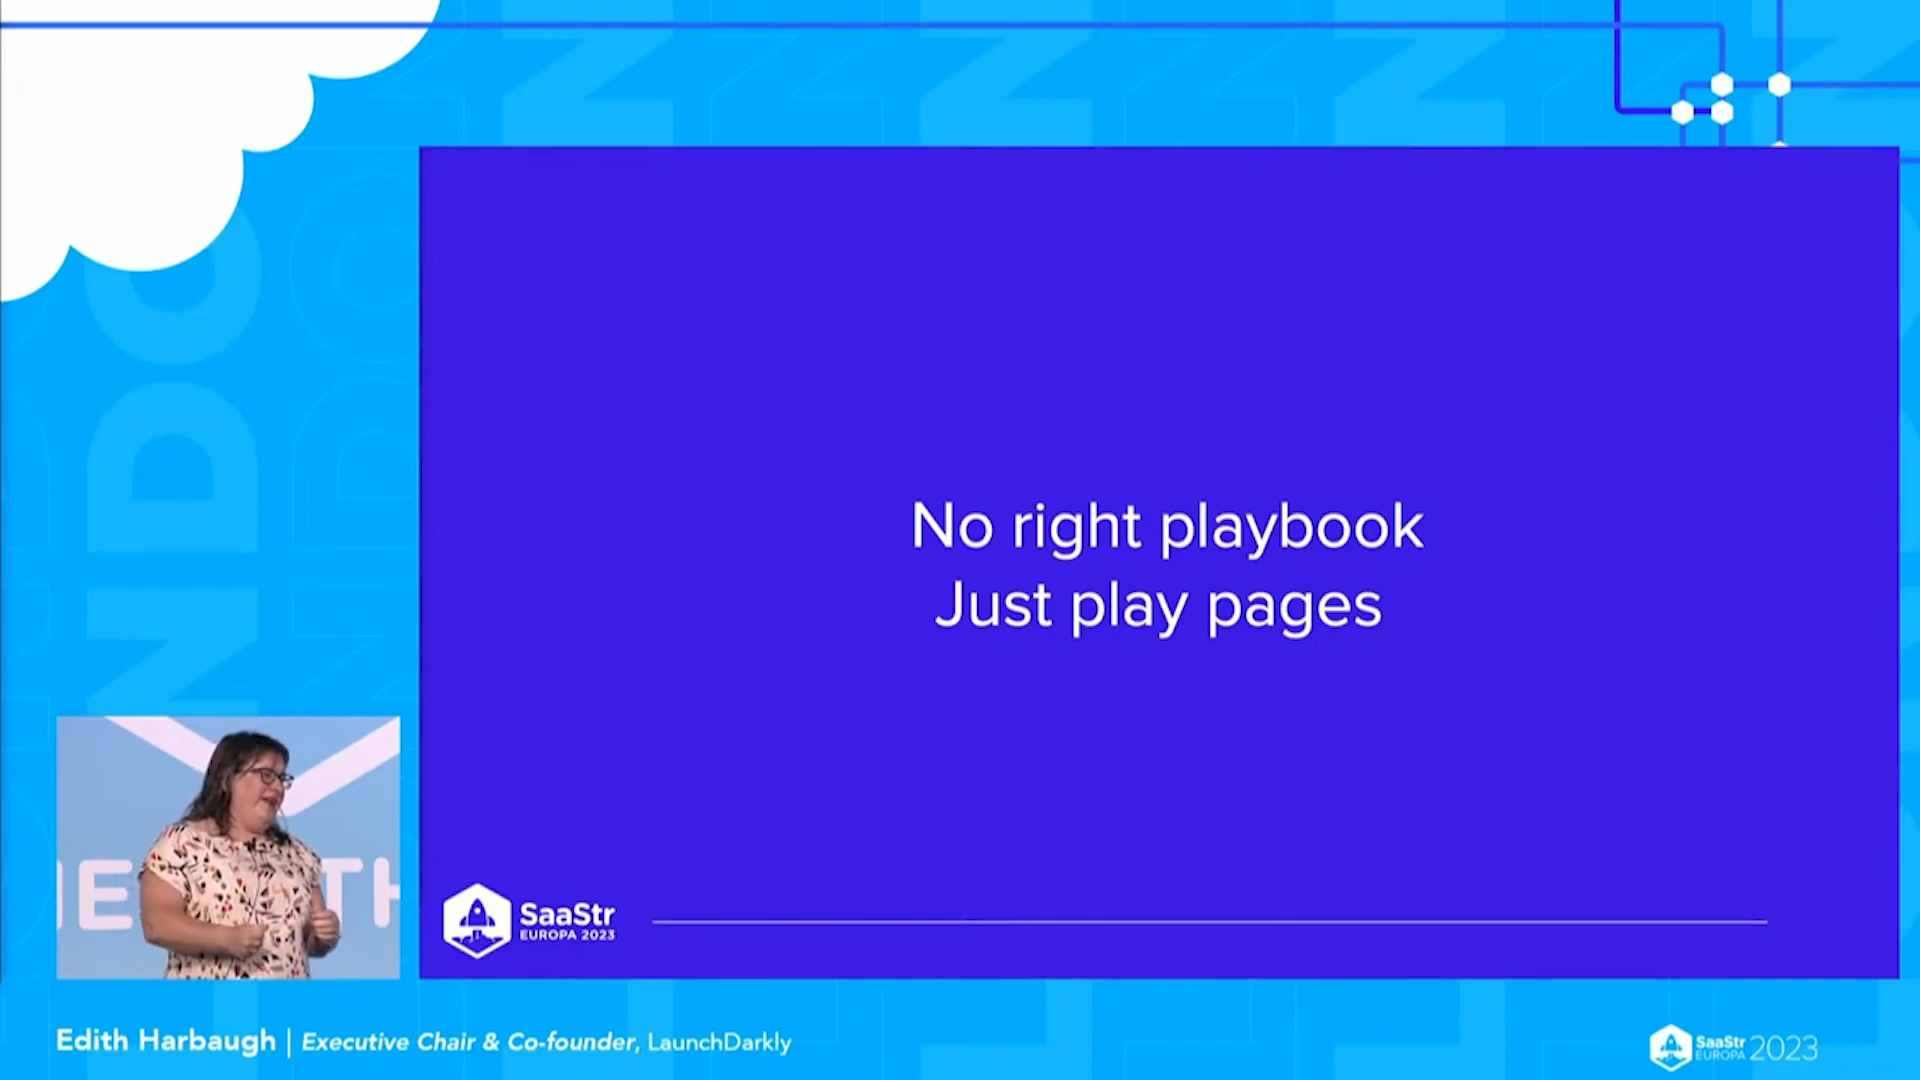 No right playbook
Just play pages
SaaStr
EUROPA 2023
Edith Harbaugh | Executive Chair & Co-founder, LaunchDarkly
SaaStr
EUROPA 2023